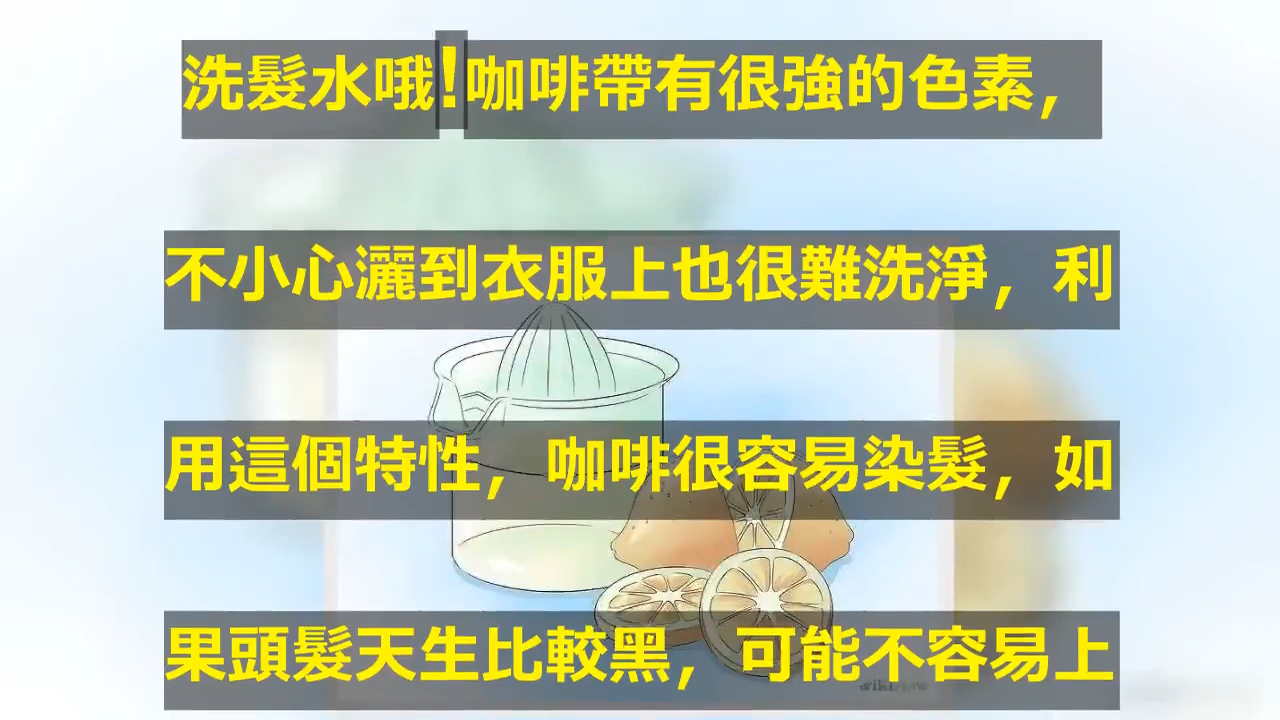 洗髮水哦!咖啡帶有很強的色素，
不小心灑到衣服上也很難洗淨，利
用這個特性，咖啡很容易染髮，如
果頭髮天生比較黑，可能不容易上
wikiHow